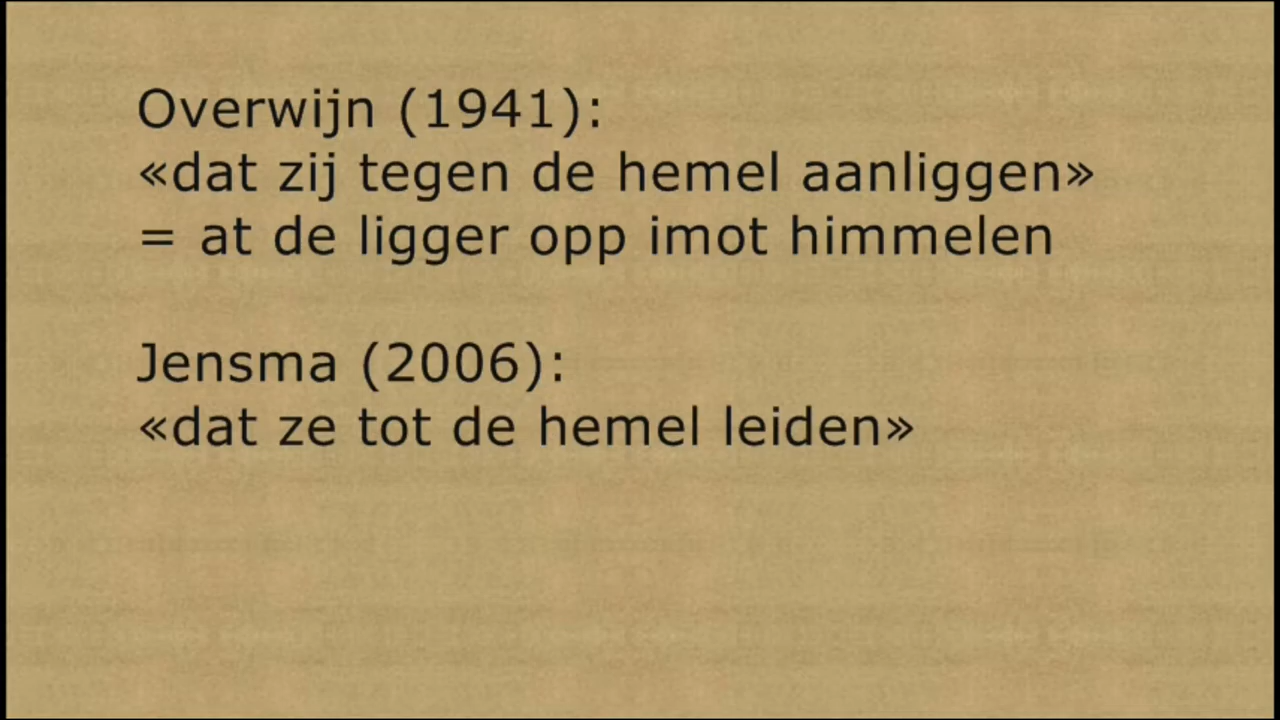 Overwijn (1941):
«dat zij tegen de hemel aanliggen»
= at de ligger opp imot himmelen
Jensma (2006):
«dat ze tot de hemel leiden»